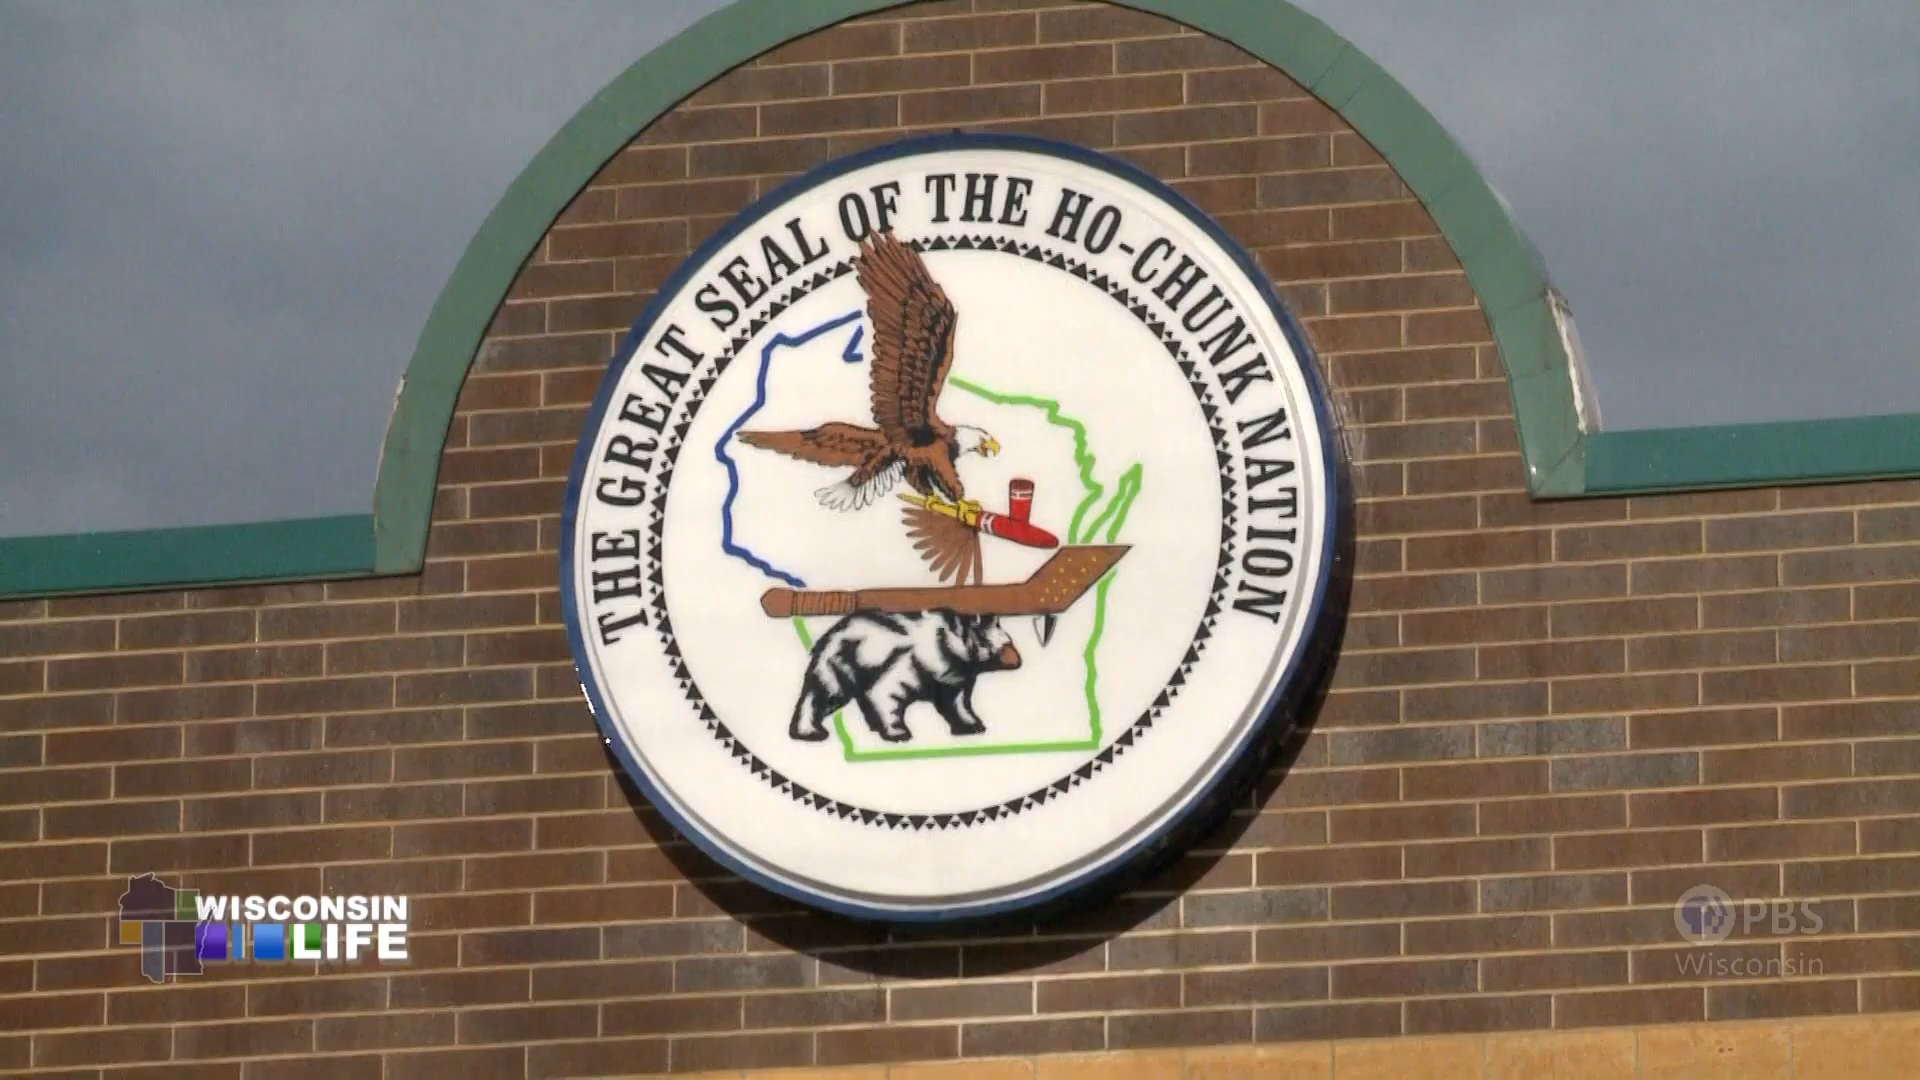 THE GREAT SEAL OF THE HO-CHUNK NATION
WISCONSIN
LIFE
PBS
Wisconsin